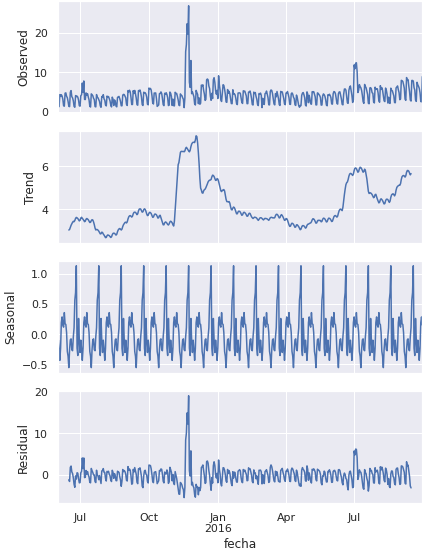 Observed
20
10
0
Trend
6
4
Seasonal
1.0
0.5
0.0
−0.5
Residual
20
10
0
Jul
Oct
Jan
2016
Apr
Jul
fecha